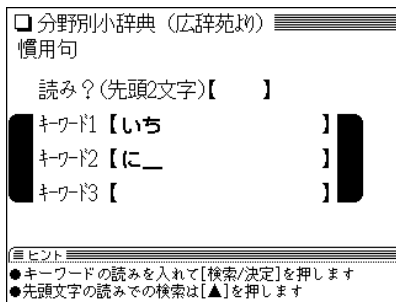 分野別小辞典（広辞苑より）
慣用句
読み？(先頭2文字)【　　】
キーワード1【いち　　　　　　】
キーワード2【に_　　　　　　】
キーワード3【　　　　　　　　】
ヒント
●キーワードの読みを入れて[検索/決定]を押します
●先頭文字の読みでの検索は[▲]を押します